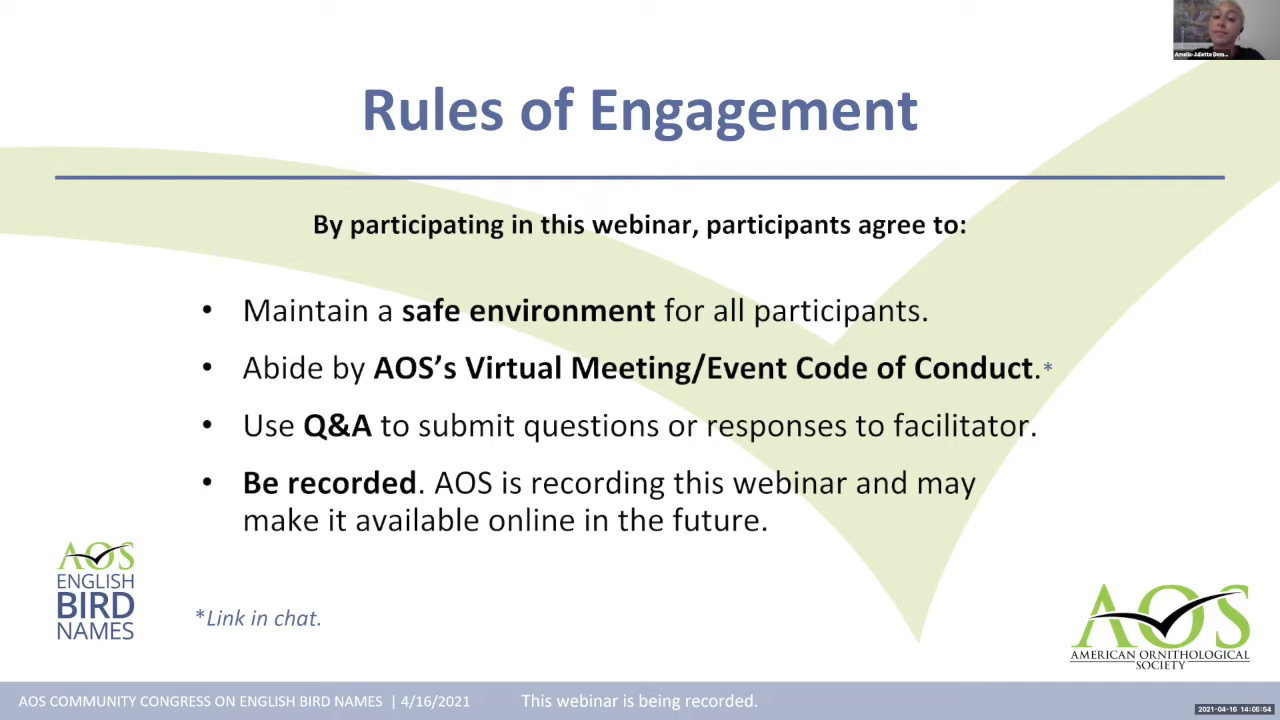 Amelia-Juliette Dem...
Rules of Engagement
By participating in this webinar, participants agree to:
• Maintain a safe environment for all participants.
• Abide by AOS’s Virtual Meeting/Event Code of Conduct.*
• Use Q&A to submit questions or responses to facilitator.
• Be recorded. AOS is recording this webinar and may
make it available online in the future.
AOS
ENGLISH
BIRD
NAMES
*Link in chat.
AOS
AMERICAN ORNITHOLOGICAL
SOCIETY
AOS COMMUNITY CONGRESS ON ENGLISH BIRD NAMES | 4/16/2021 This webinar is being recorded.
2021-04-16 14:05:54